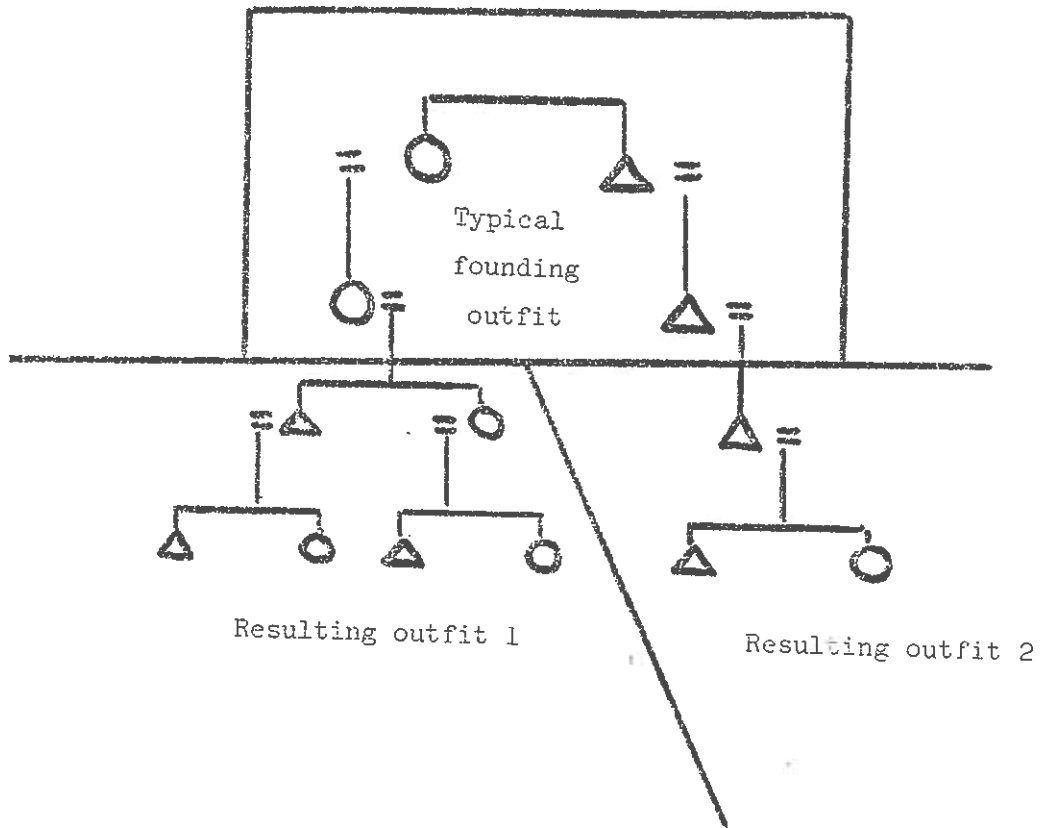 Typical
founding
outfit
Resulting outfit 1
Resulting outfit 2